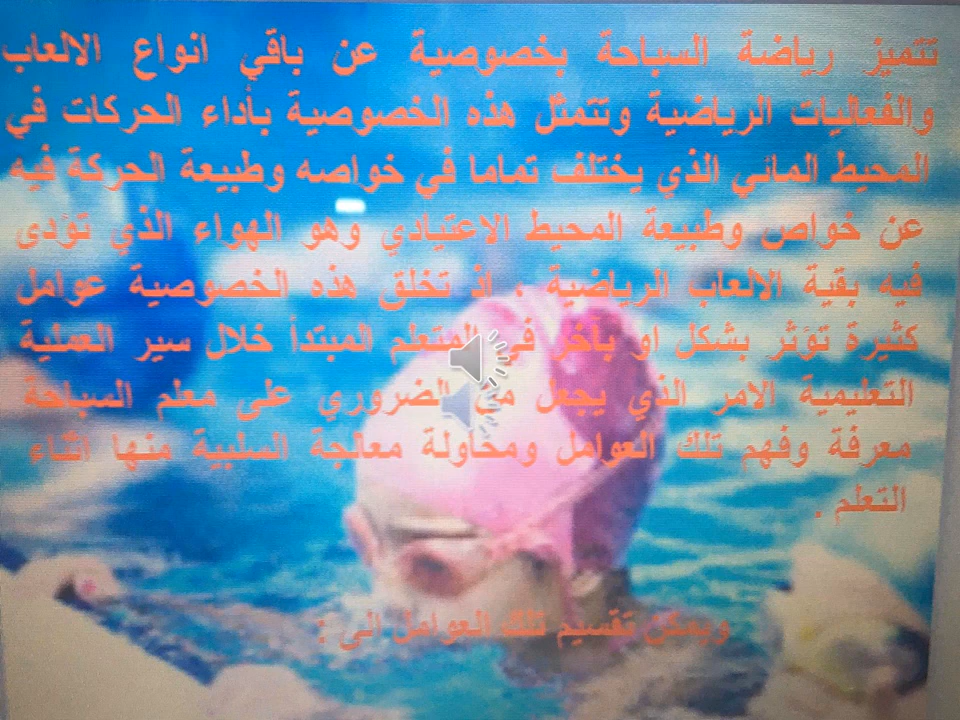 تتميز رياضة السباحة بخصوصية عن باقي انواع الالعاب
والفعاليات الرياضية وتتمثل هذه الخصوصية بأداء الحركات في
المحيط المائي الذي يختلف تماما في خواصه وطبيعة الحركة فيه
عن خواص وطبيعة المحيط الاعتيادي وهو الهواء الذي تؤدى
فيه بقية الالعاب الرياضية ، اذ تخلق هذه الخصوصية عوامل
كثيرة تؤثر بشكل او بآخر في المتعلم المبتدأ خلال سير العملية
التعليمية الامر الذي يجعل من الضروري على معلم السباحة
معرفة وفهم تلك العوامل ومحاولة معالجة السلبية منها اثناء
التعلم .
ويمكن تقسيم تلك العوامل الى :